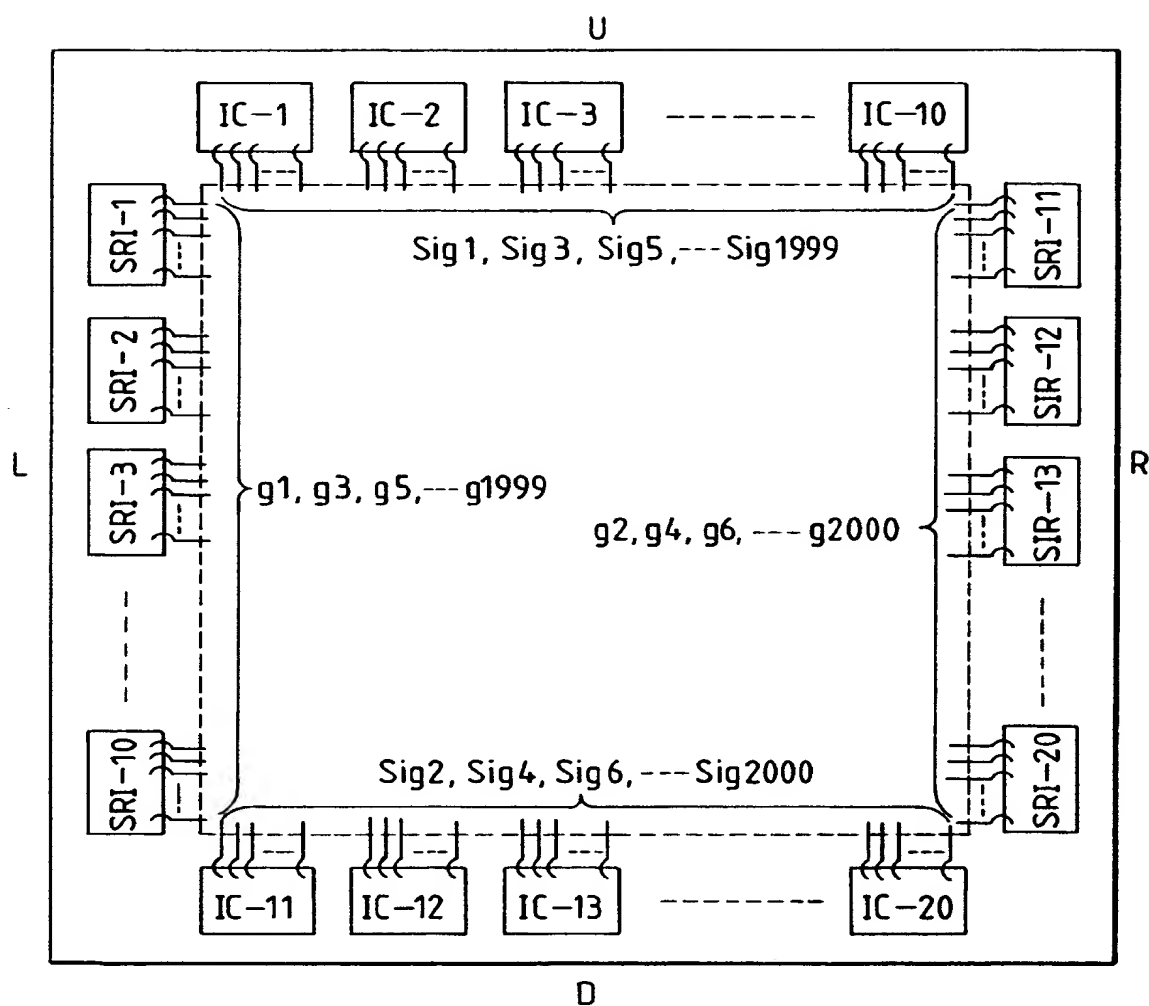 U
IC-1 IC-2 IC-3 IC-10
SRI-1 SRI-11
Sig1, Sig3, Sig5,---Sig1999
SRI-2 SIR-12
L R
SRI-3 SIR-13
g1, g3, g5,---g1999
g2, g4, g6, ---g2000
SRI-10 SRI-20
Sig2, Sig4, Sig6, ---Sig2000
IC-11 IC-12 IC-13 IC-20
D